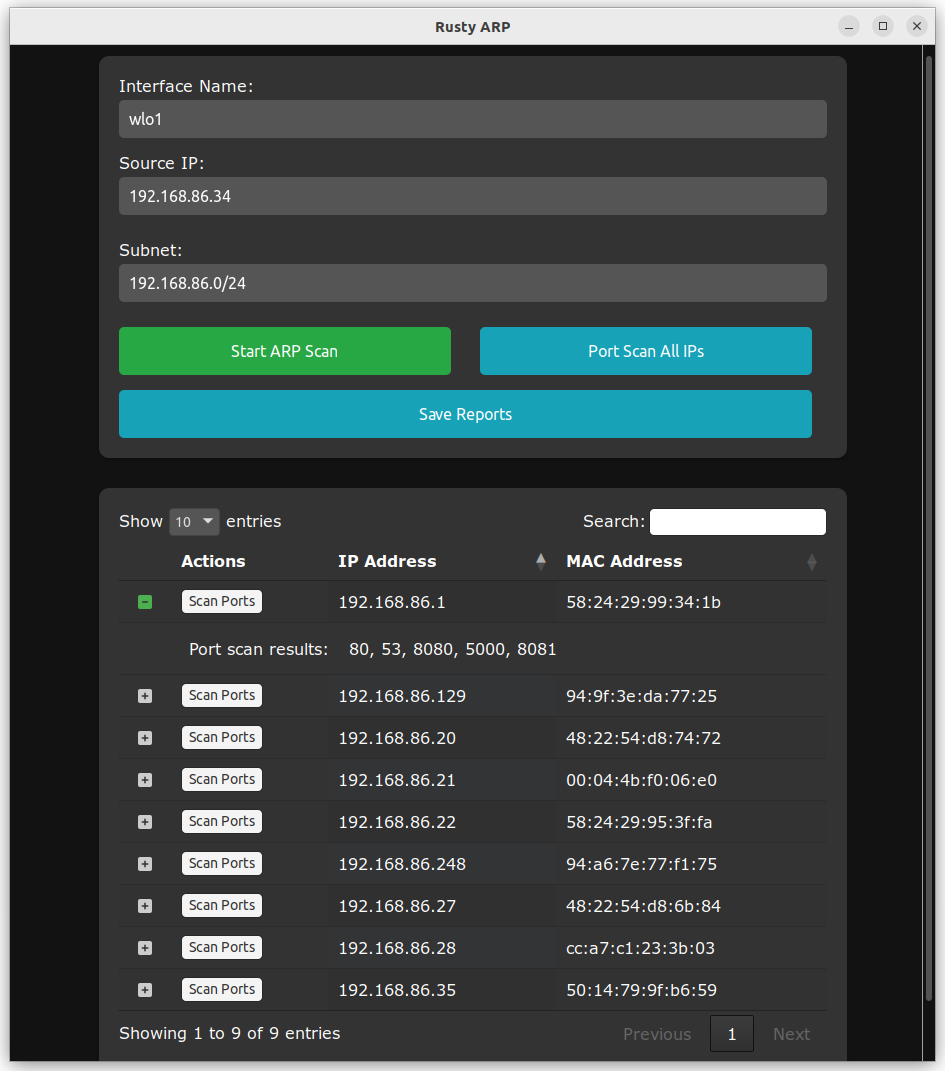 Rusty ARP
Interface Name:
wlo1
Source IP:
192.168.86.34
Subnet:
192.168.86.0/24
Start ARP Scan Port Scan All IPs
Save Reports
Show 10 entries Search:
Actions IP Address MAC Address
Scan Ports 192.168.86.1 58:24:29:99:34:1b
Port scan results: 80, 53, 8080, 5000, 8081
Scan Ports 192.168.86.129 94:9f:3e:da:77:25
Scan Ports 192.168.86.20 48:22:54:d8:74:72
Scan Ports 192.168.86.21 00:04:4b:f0:06:e0
Scan Ports 192.168.86.22 58:24:29:95:3f:fa
Scan Ports 192.168.86.248 94:a6:7e:77:f1:75
Scan Ports 192.168.86.27 48:22:54:d8:6b:84
Scan Ports 192.168.86.28 cc:a7:c1:23:3b:03
Scan Ports 192.168.86.35 50:14:79:9f:b6:59
Showing 1 to 9 of 9 entries Previous 1 Next